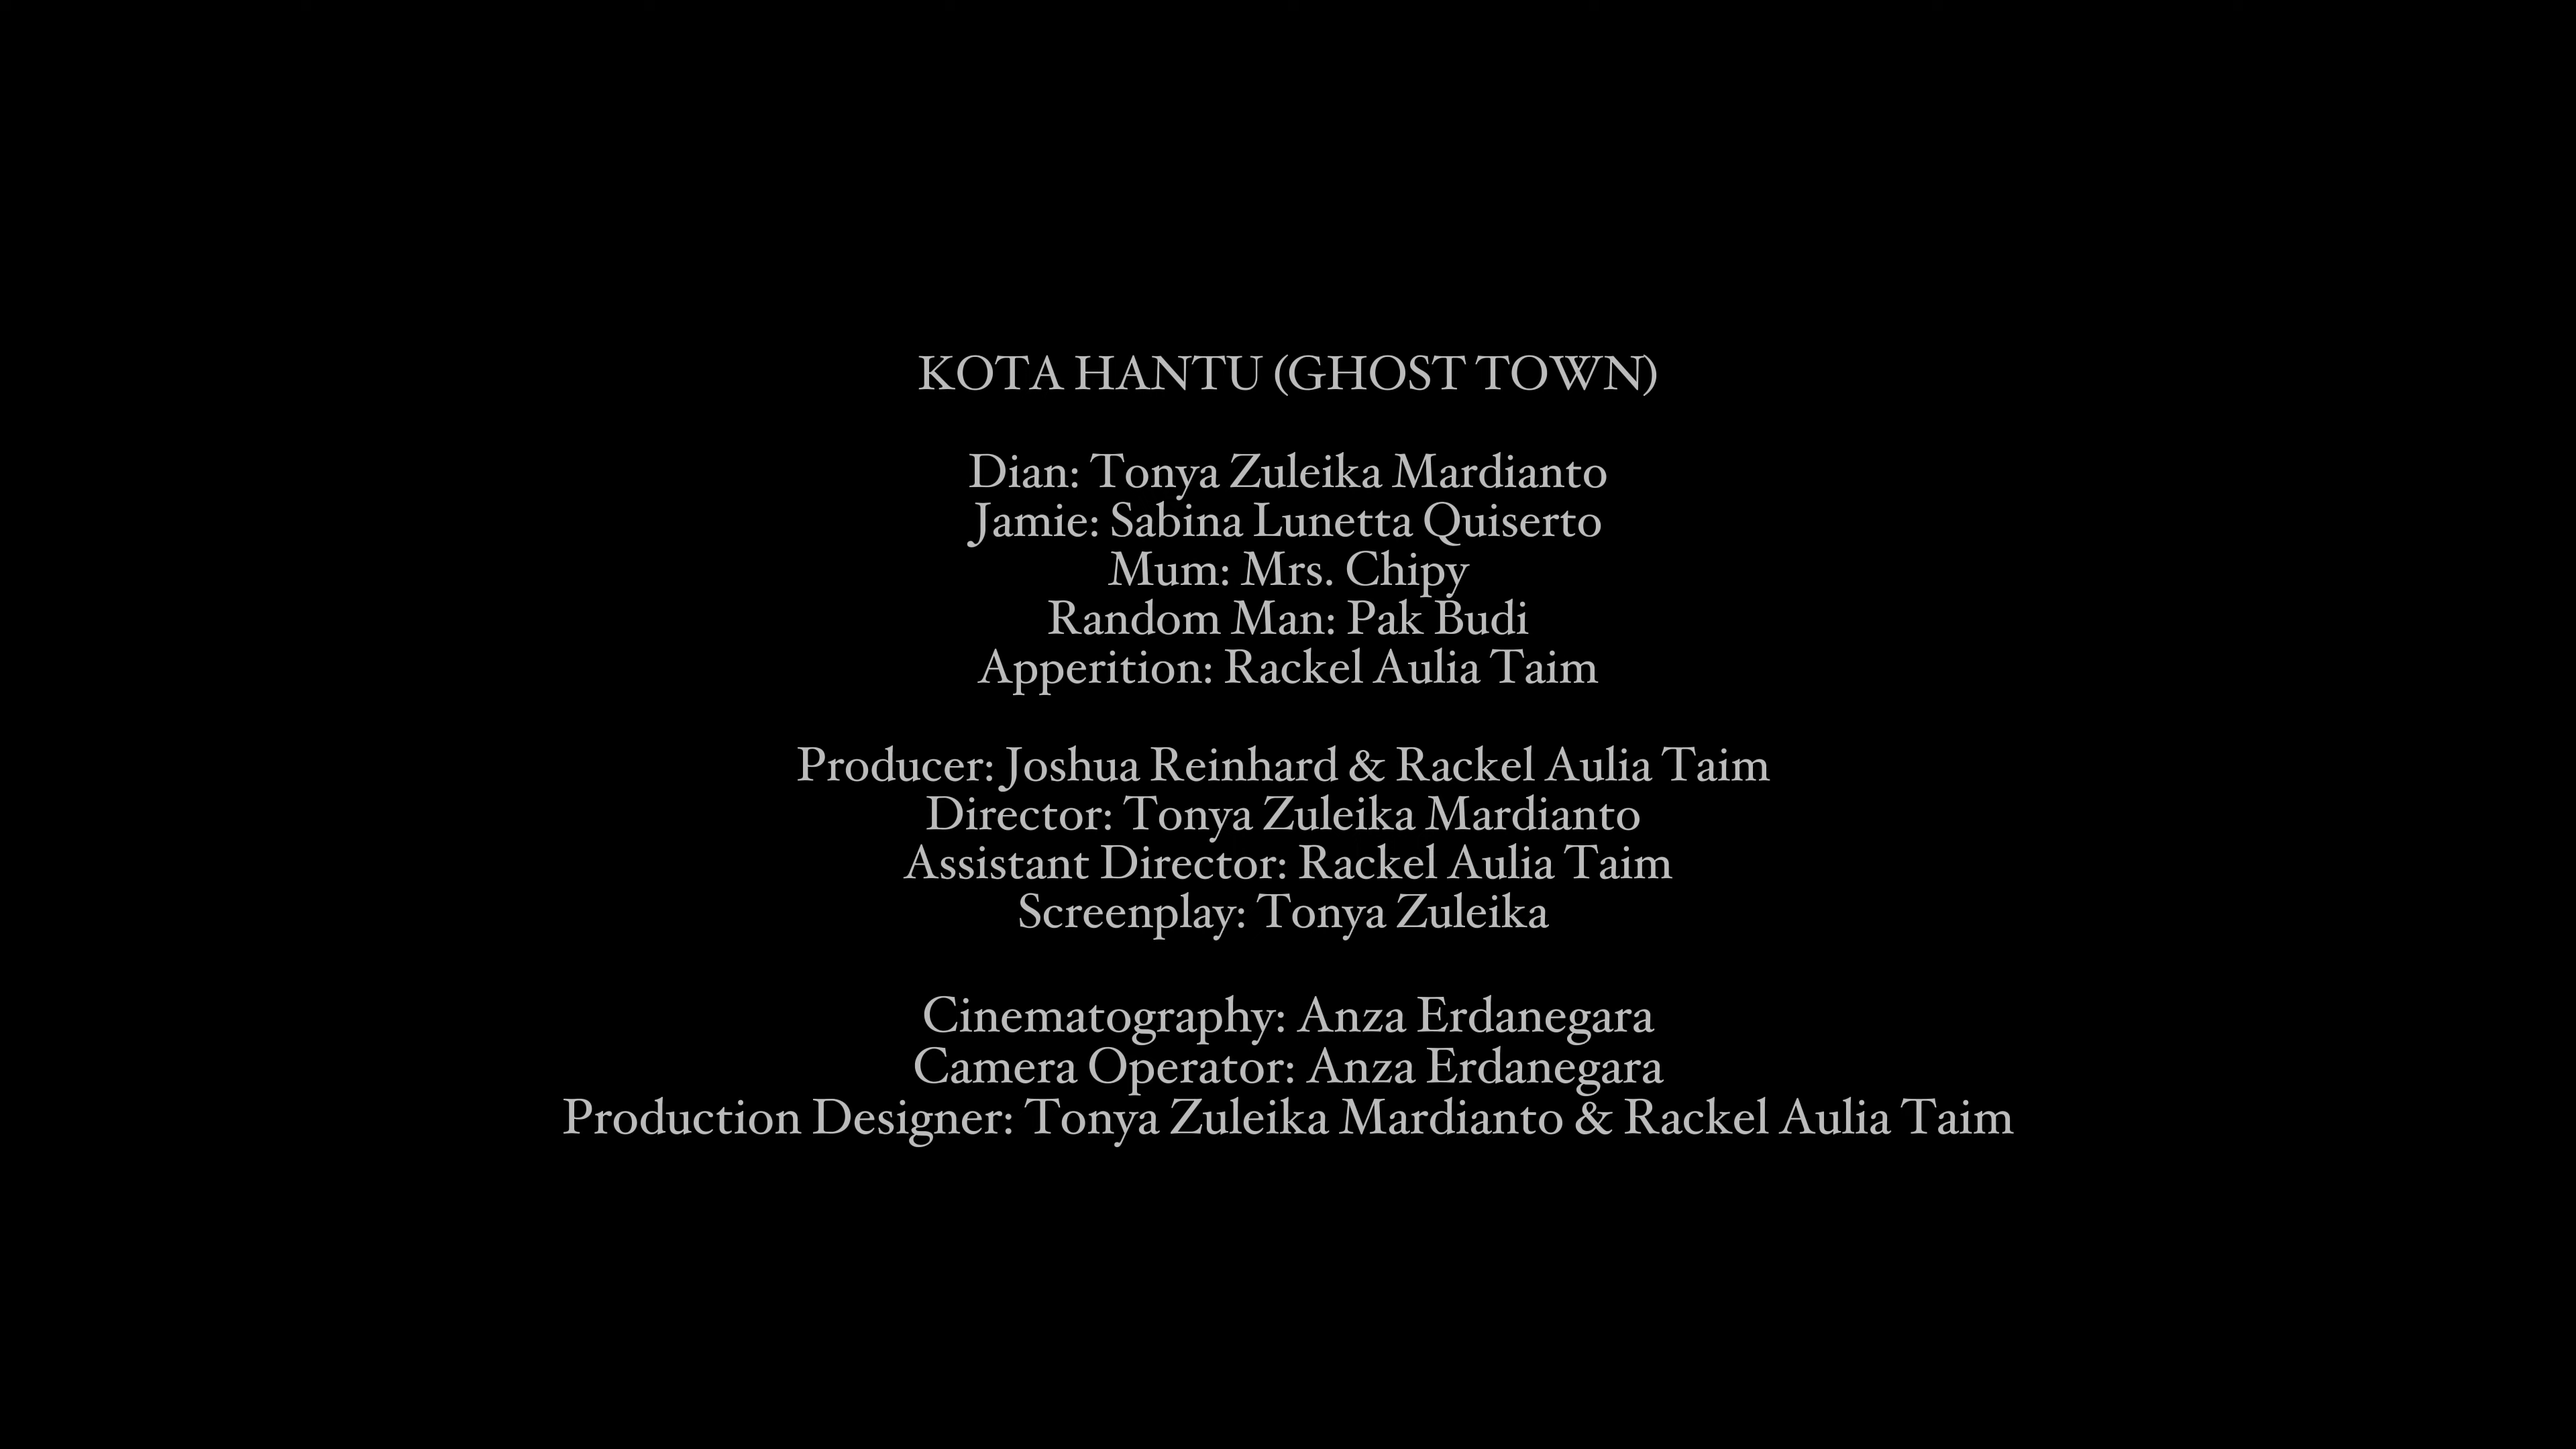 KOTA HANTU (GHOST TOWN)
Dian: Tonya Zuleika Mardianto
Jamie: Sabina Lunetta Quiserto
Mum: Mrs. Chipy
Random Man: Pak Budi
Apperition: Rackel Aulia Taim
Producer: Joshua Reinhard & Rackel Aulia Taim
Director: Tonya Zuleika Mardianto
Assistant Director: Rackel Aulia Taim
Screenplay: Tonya Zuleika
Cinematography: Anza Erdanegara
Camera Operator: Anza Erdanegara
Production Designer: Tonya Zuleika Mardianto & Rackel Aulia Taim